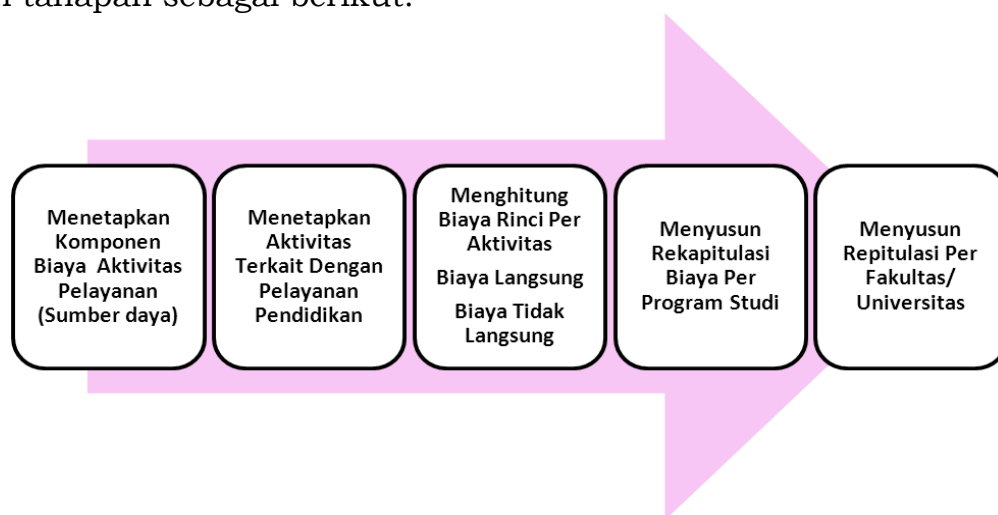 tahapan sebagai berikut:
Menetapkan
Komponen
Biaya Aktivitas
Pelayanan
(Sumber daya)
Menetapkan
Aktivitas
Terkait Dengan
Pelayanan
Pendidikan
Menghitung
Biaya Rinci Per
Aktivitas
Biaya Langsung
Biaya Tidak
Langsung
Menyusun
Rekapitulasi
Biaya Per
Program Studi
Menyusun
Repitulasi Per
Fakultas/
Universitas